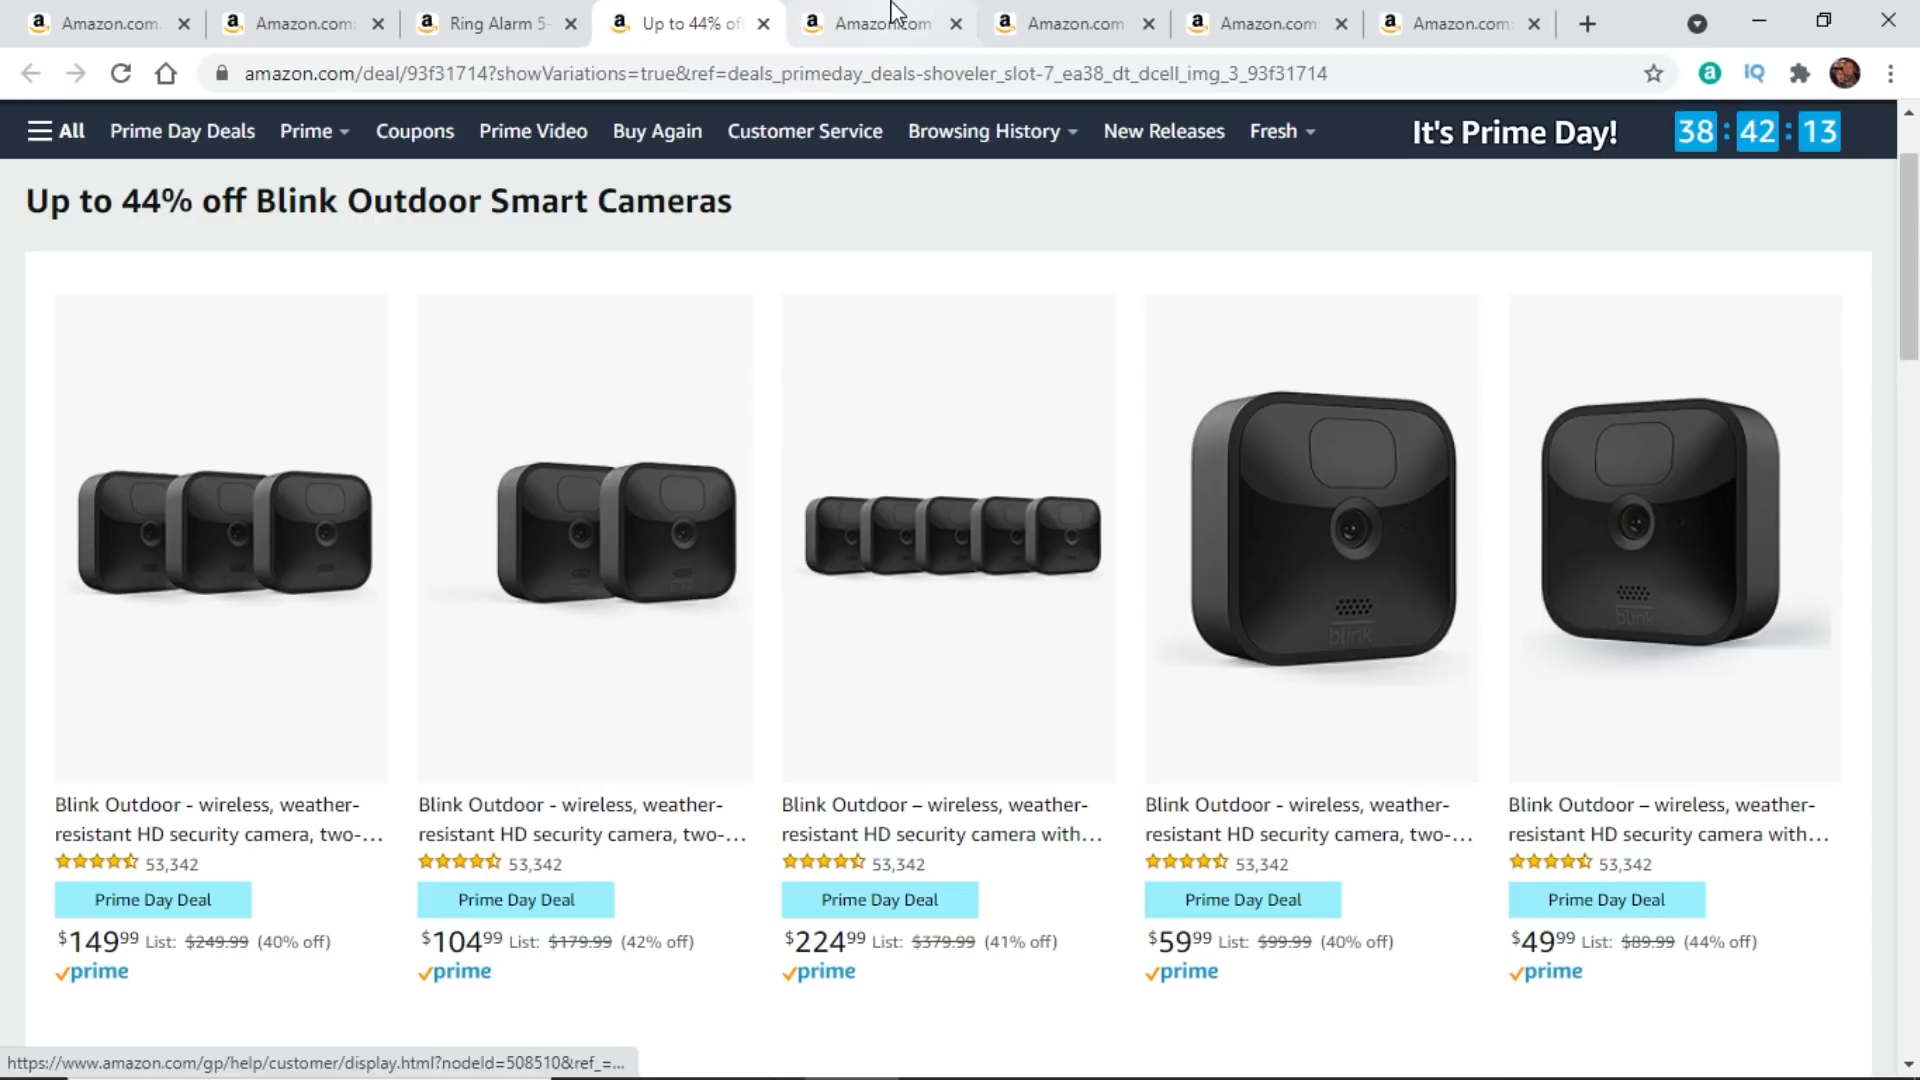 Amazon.com:
Amazon.com:
Ring Alarm 5-
Up to 44% off
Amazon.com
Amazon.com
Amazon.com:
Amazon.com:
amazon.com/deal/93f31714?showVariations=true&ref=deals_primeday_deals-shoveler_slot-7_ea38_dt_dcell_img_3_93f31714
a
IQ
All
Prime Day Deals
Prime
Coupons
Prime Video
Buy Again
Customer Service
Browsing History
New Releases
Fresh
It's Prime Day!
38 : 42 : 13
Up to 44% off Blink Outdoor Smart Cameras
blink
blink
Blink Outdoor - wireless, weather-
resistant HD security camera, two-...
53,342
Prime Day Deal
$149.99 List: $249.99 (40% off)
prime
Blink Outdoor - wireless, weather-
resistant HD security camera, two-...
53,342
Prime Day Deal
$104.99 List: $179.99 (42% off)
prime
Blink Outdoor – wireless, weather-
resistant HD security camera with...
53,342
Prime Day Deal
$224.99 List: $379.99 (41% off)
prime
Blink Outdoor - wireless, weather-
resistant HD security camera, two-...
53,342
Prime Day Deal
$59.99 List: $99.99 (40% off)
prime
Blink Outdoor – wireless, weather-
resistant HD security camera with...
53,342
Prime Day Deal
$49.99 List: $89.99 (44% off)
prime
https://www.amazon.com/gp/help/customer/display.html?nodeId=508510&ref_=...